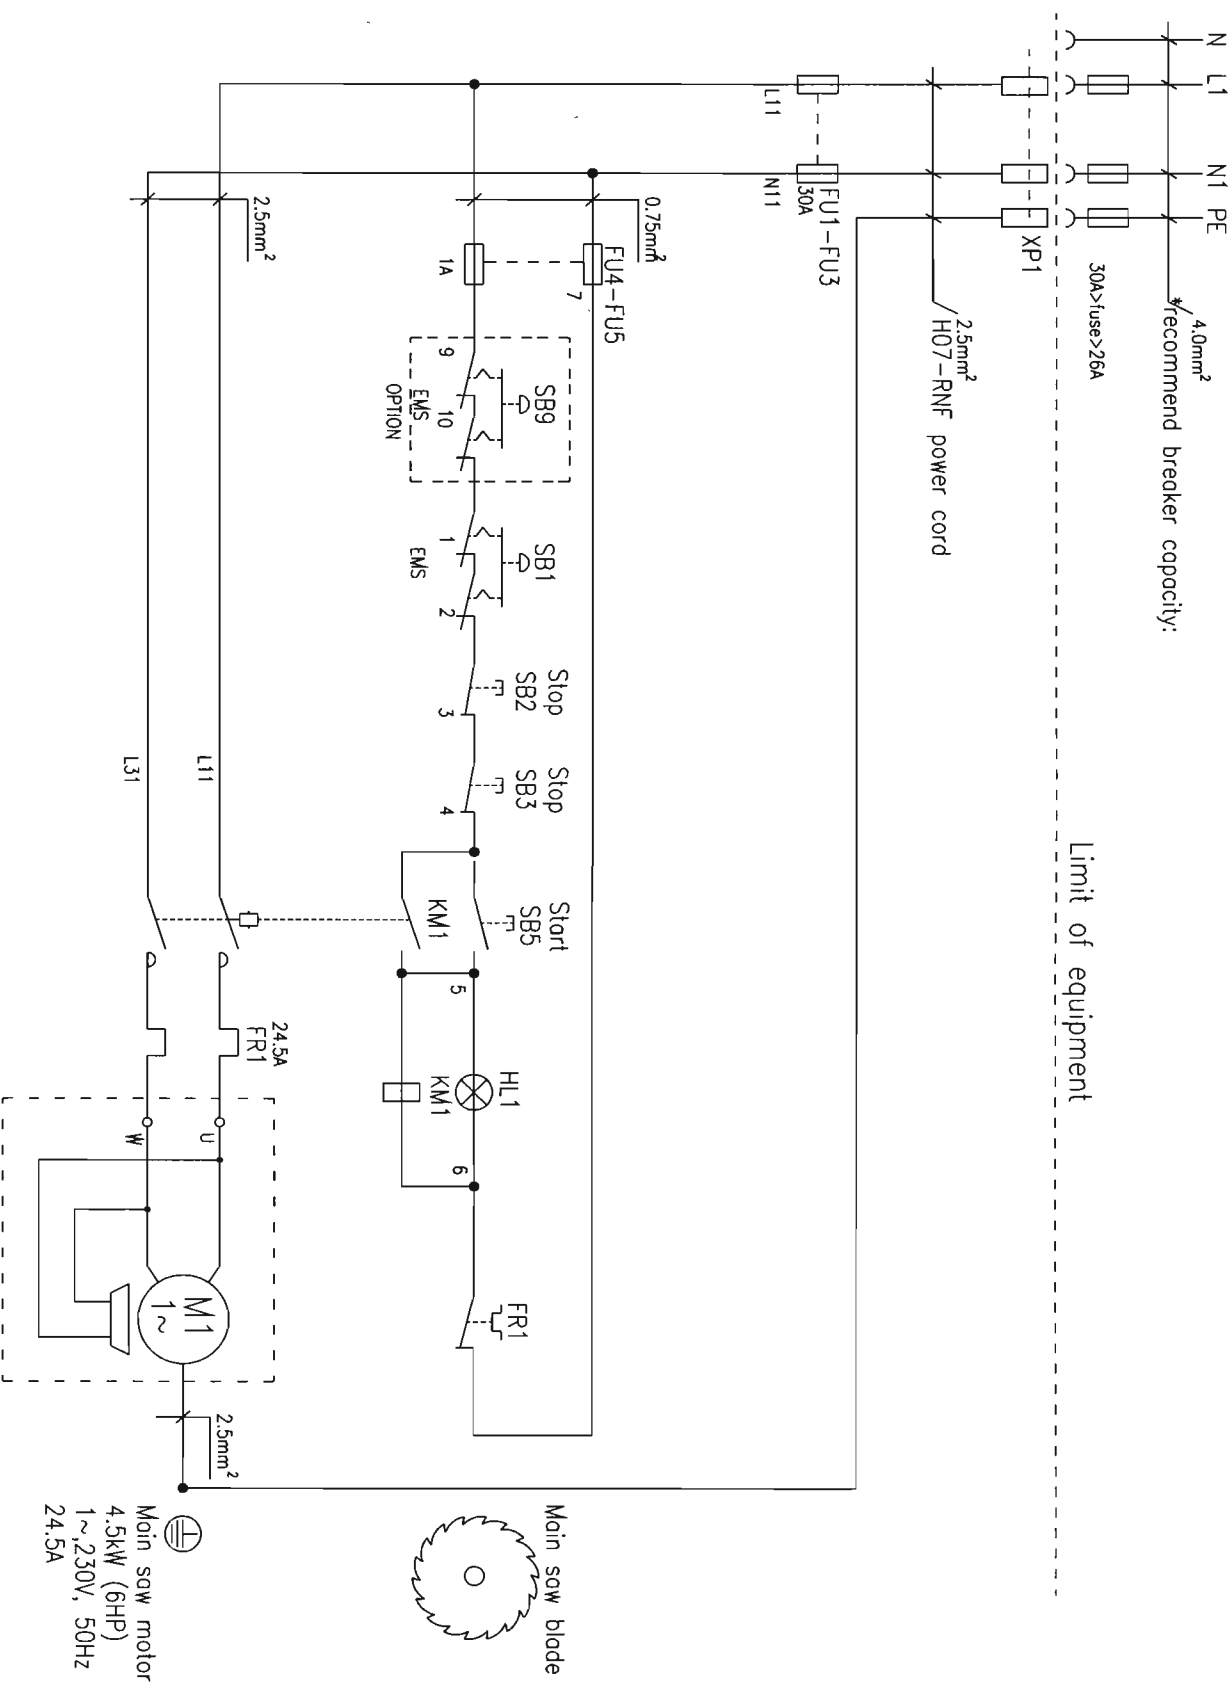 N
L1
N1
PE
4.0mm²
*recommend breaker capacity:
30A>fuse>26A
Limit of equipment
XP1
2.5mm²
H07-RNF power cord
FU1-FU3
30A
L11
N11
0.75mm²
2.5mm²
FU4-FU5
7
1A
SB9
9
10
EMS
OPTION
SB1
1
EMS
2
Stop
SB2
3
Stop
SB3
4
Start
SB5
KM1
5
HL1
KM1
6
FR1
L11
L31
24.5A
FR1
U
W
M1
1~
2.5mm²
Main saw blade
Main saw motor
4.5kW (6HP)
1~,230V, 50Hz
24.5A